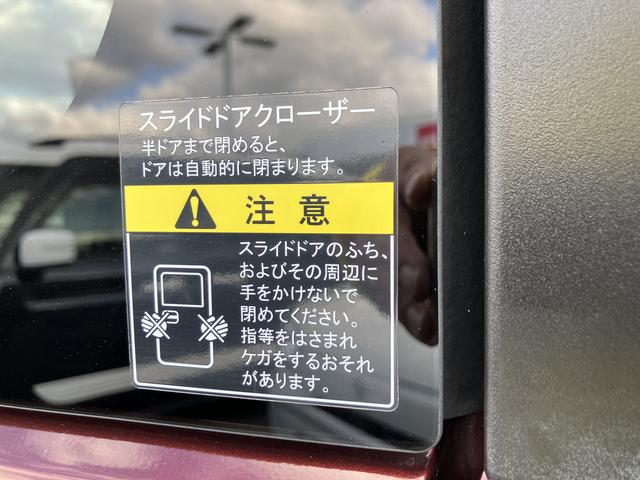 スライドドアクローザー
半ドアまで閉めると、
ドアは自動的に閉まります。
注意
スライドドアのふち、
およびその周辺に
手をかけないで
閉めてください。
指等をはさまれ
ケガをするおそれ
があります。